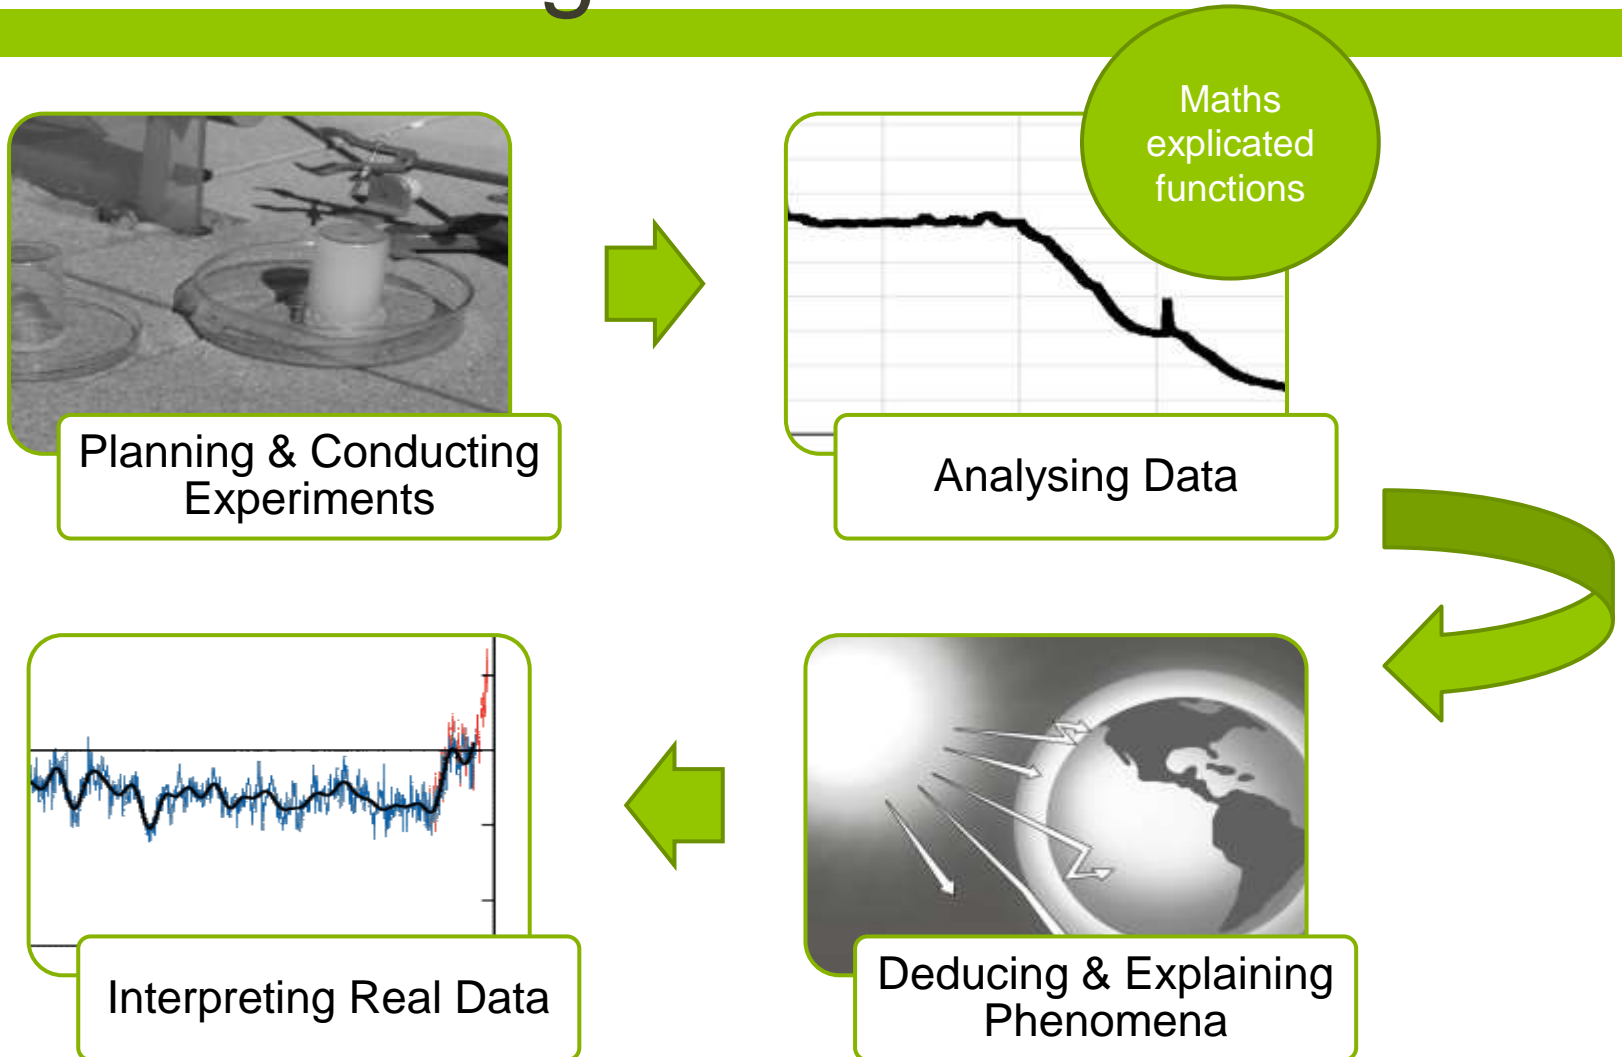 Maths
explicated
functions
Planning & Conducting
Experiments
Analysing Data
Deducing & Explaining
Phenomena
Interpreting Real Data